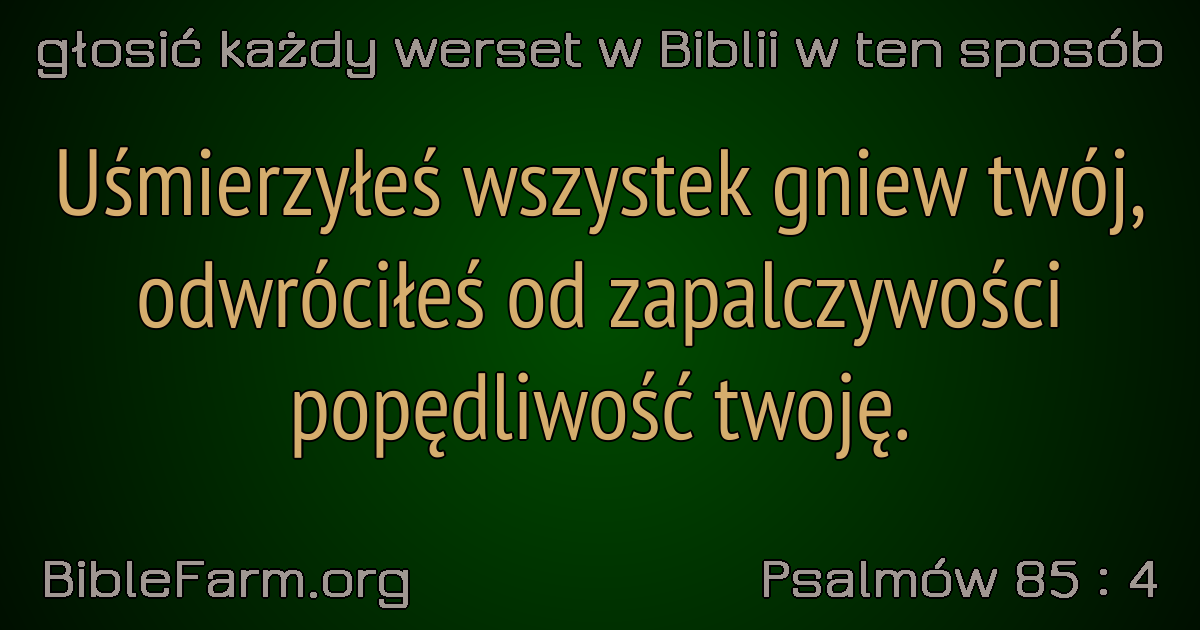 głosić każdy werset w Biblii w ten sposób
Uśmierzyłeś wszystek gniew twój,
odwróciłeś od zapalczywości
popędliwość twoję.
BibleFarm.org
Psalmów 85 : 4